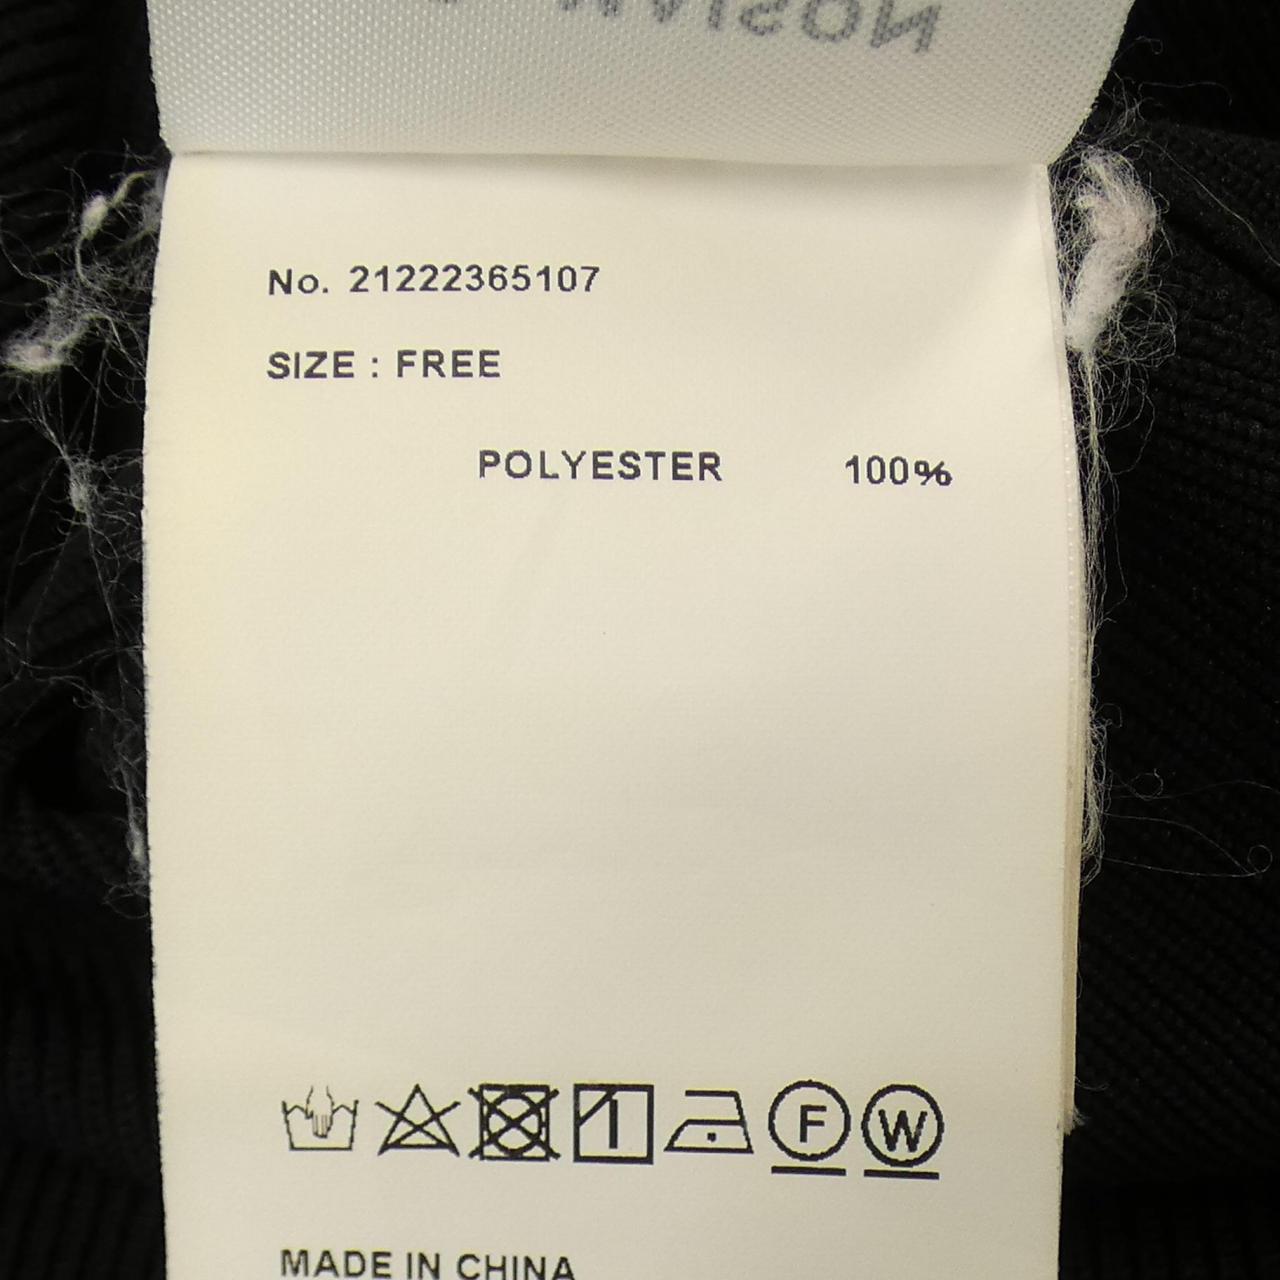 No. 21222365107
SIZE : FREE
POLYESTER 100%
F W
MADE IN CHINA